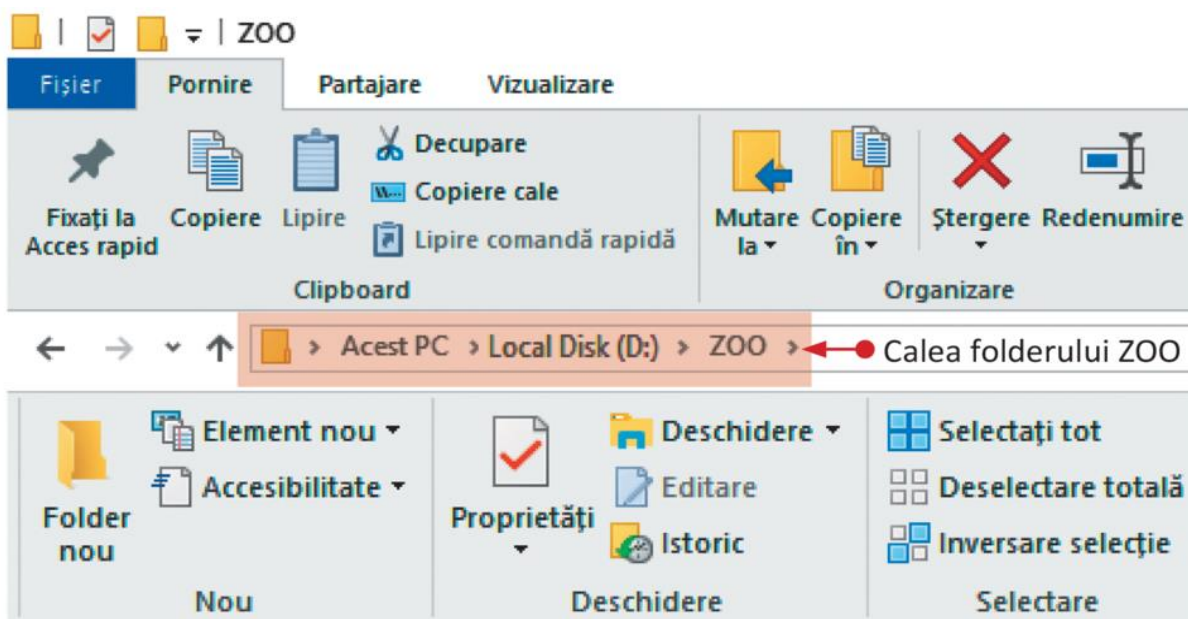 ZOO
Fișier Pornire Partajare Vizualizare
Fixați la
Acces rapid
Copiere
Lipire
Decupare
Copiere cale
Lipire comandă rapidă
Mutare
la
Copiere
în
Ștergere
Redenumire
Clipboard
Organizare
Acest PC > Local Disk (D:) > ZOO >
Calea folderului ZOO
Folder
nou
Element nou
Accesibilitate
Proprietăți
Deschidere
Editare
Istoric
Selectați tot
Deselectare totală
Inversare selecție
Nou
Deschidere
Selectare